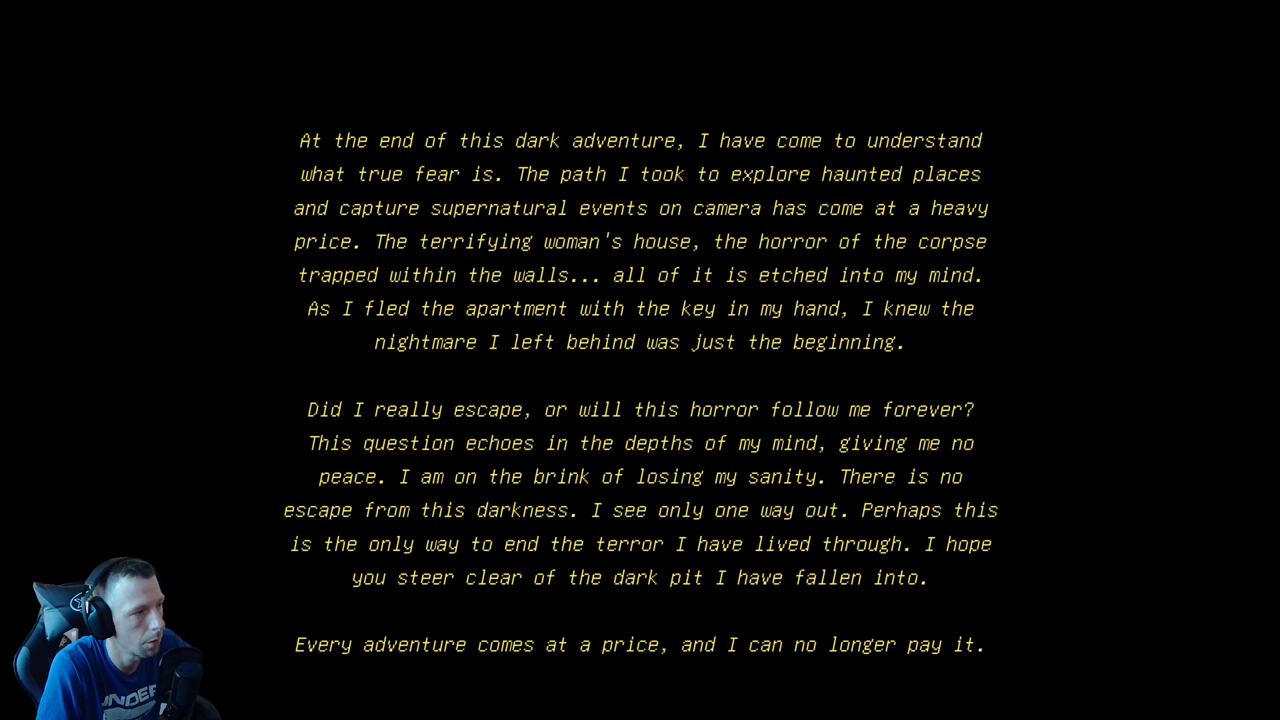 At the end of this dark adventure, I have come to understand
what true fear is. The path I took to explore haunted places
and capture supernatural events on camera has come at a heavy
price. The terrifying woman's house, the horror of the corpse
trapped within the walls... all of it is etched into my mind.
As I fled the apartment with the key in my hand, I knew the
nightmare I left behind was just the beginning.
Did I really escape, or will this horror follow me forever?
This question echoes in the depths of my mind, giving me no
peace. I am on the brink of losing my sanity. There is no
escape from this darkness. I see only one way out. Perhaps this
is the only way to end the terror I have lived through. I hope
you steer clear of the dark pit I have fallen into.
Every adventure comes at a price, and I can no longer pay it.
UNDER